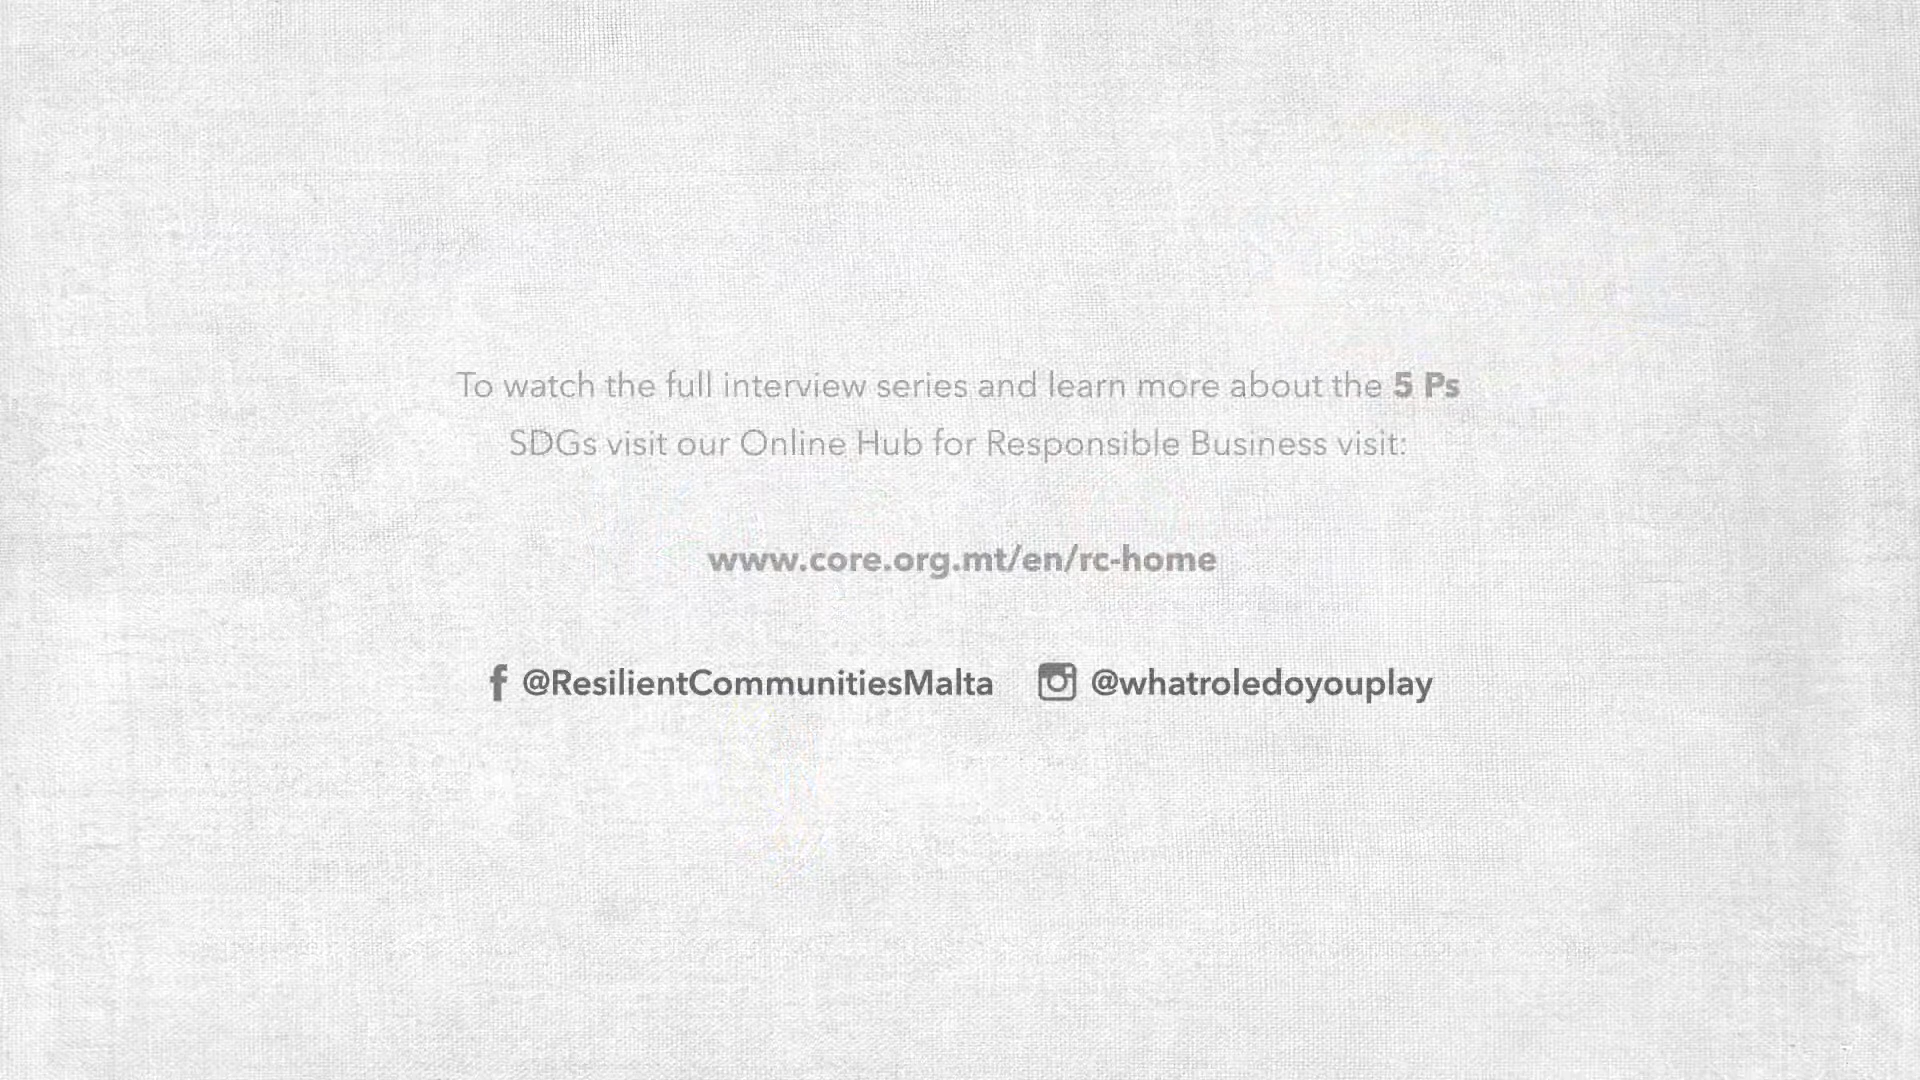 To watch the full interview series and learn more about the 5 Ps
SDGs visit our Online Hub for Responsible Business visit:
www.core.org.mt/en/rc-home
@ResilientCommunitiesMalta @whatroledoyouplay